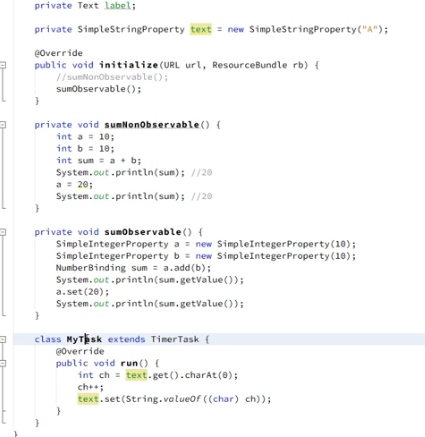 private Text label;
private SimpleStringProperty text = new SimpleStringProperty("A");
@Override
public void initialize(URL url, ResourceBundle rb) {
//sumNonObservable();
sumObservable();
}
private void sumNonObservable() {
int a = 10;
int b = 10;
int sum = a + b;
System.out.println(sum); //20
a = 20;
System.out.println(sum); //20
}
private void sumObservable() {
SimpleIntegerProperty a = new SimpleIntegerProperty(10);
SimpleIntegerProperty b = new SimpleIntegerProperty(10);
NumberBinding sum = a.add(b);
System.out.println(sum.getValue());
a.set(20);
System.out.println(sum.getValue());
}
class MyTask extends TimerTask {
@Override
public void run() {
int ch = text.get().charAt(0);
ch++;
text.set(String.valueOf((char) ch));
}
}
}